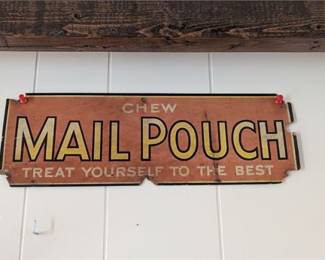 CHEW
MAIL POUCH
TREAT YOURSELF TO THE BEST